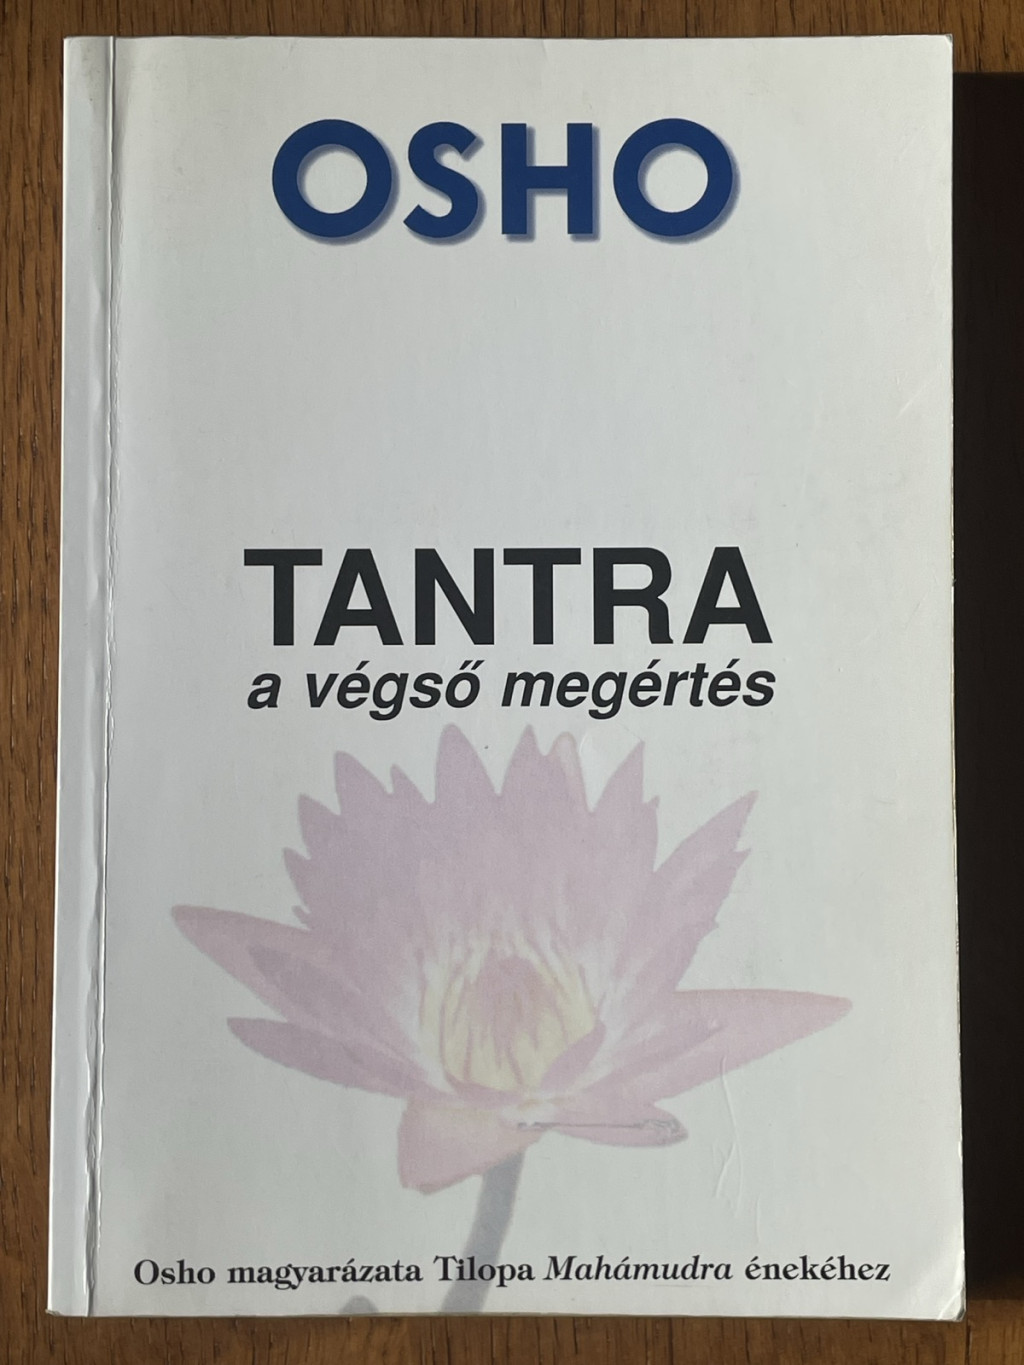 OSHO
TANTRA
a végső megértés
Osho magyarázata Tilopa Mahámudra énekéhez